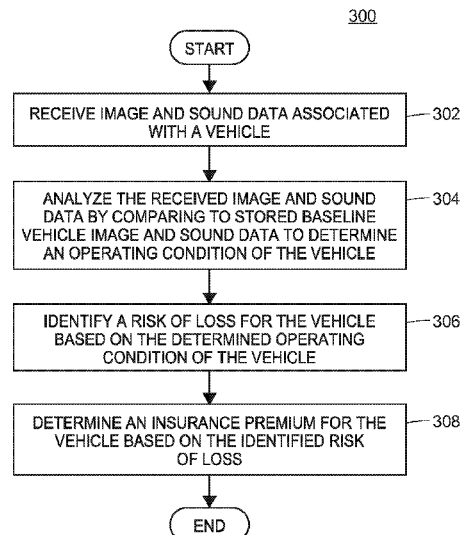 300
START
RECEIVE IMAGE AND SOUND DATA ASSOCIATED
WITH A VEHICLE
302
ANALYZE THE RECEIVED IMAGE AND SOUND
DATA BY COMPARING TO STORED BASELINE
VEHICLE IMAGE AND SOUND DATA TO DETERMINE
AN OPERATING CONDITION OF THE VEHICLE
304
IDENTIFY A RISK OF LOSS FOR THE VEHICLE
BASED ON THE DETERMINED OPERATING
CONDITION OF THE VEHICLE
306
DETERMINE AN INSURANCE PREMIUM FOR THE
VEHICLE BASED ON THE IDENTIFIED RISK
OF LOSS
308
END